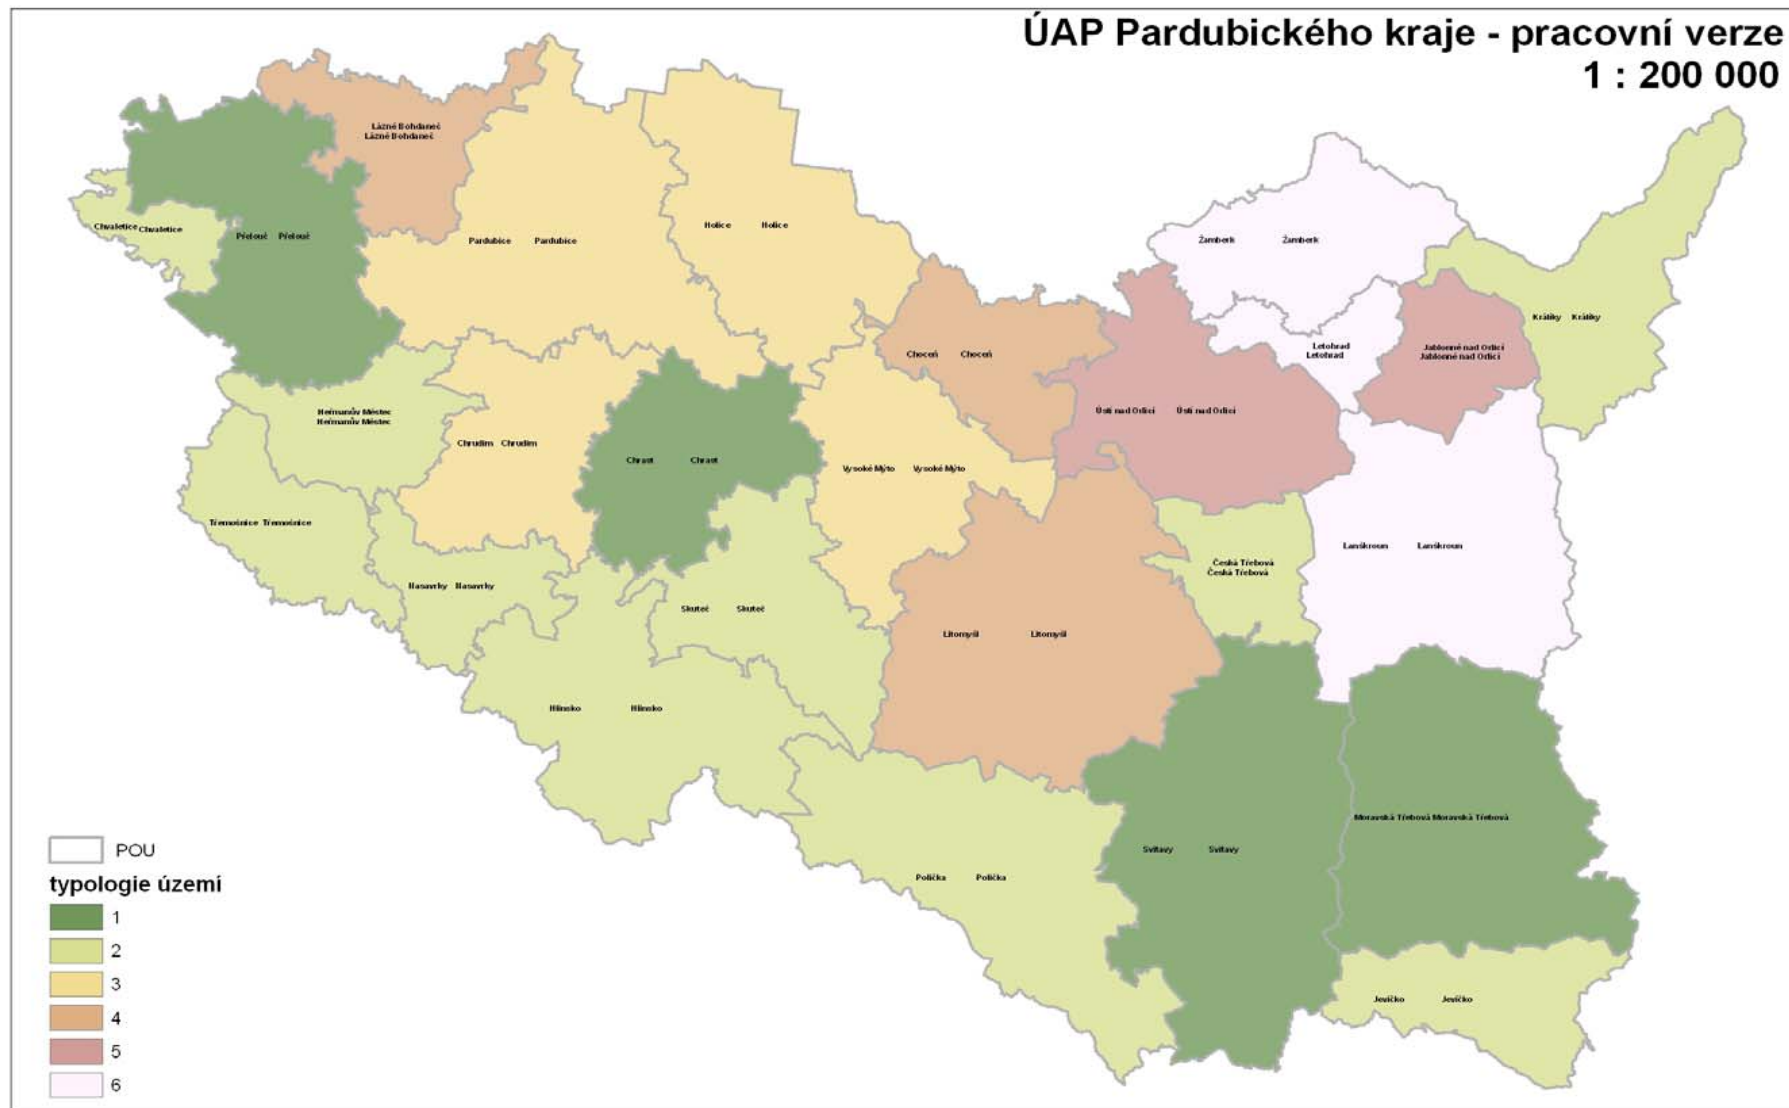 ÚAP Pardubického kraje - pracovní verze
1 : 200 000
Lázně Bohdaneč
Lázně Bohdaneč
Chvaletice Chvaletice
Přelouč Přelouč
Pardubice Pardubice
Holice Holice
Žamberk Žamberk
Králíky Králíky
Letohrad
Letohrad
Jablonné nad Orlicí
Jablonné nad Orlicí
Choceň Choceň
Ústí nad Orlicí Ústí nad Orlicí
Heřmanův Městec
Heřmanův Městec
Chrudim Chrudim
Chrast Chrast
Vysoké Mýto Vysoké Mýto
Třemošnice Třemošnice
Lanškroun Lanškroun
Česká Třebová
Česká Třebová
Nasavrky Nasavrky
Skuteč Skuteč
Litomyšl Litomyšl
Hlinsko Hlinsko
Moravská Třebová Moravská Třebová
Svitavy Svitavy
Polička Polička
Jevíčko Jevíčko
POU
typologie území
1
2
3
4
5
6